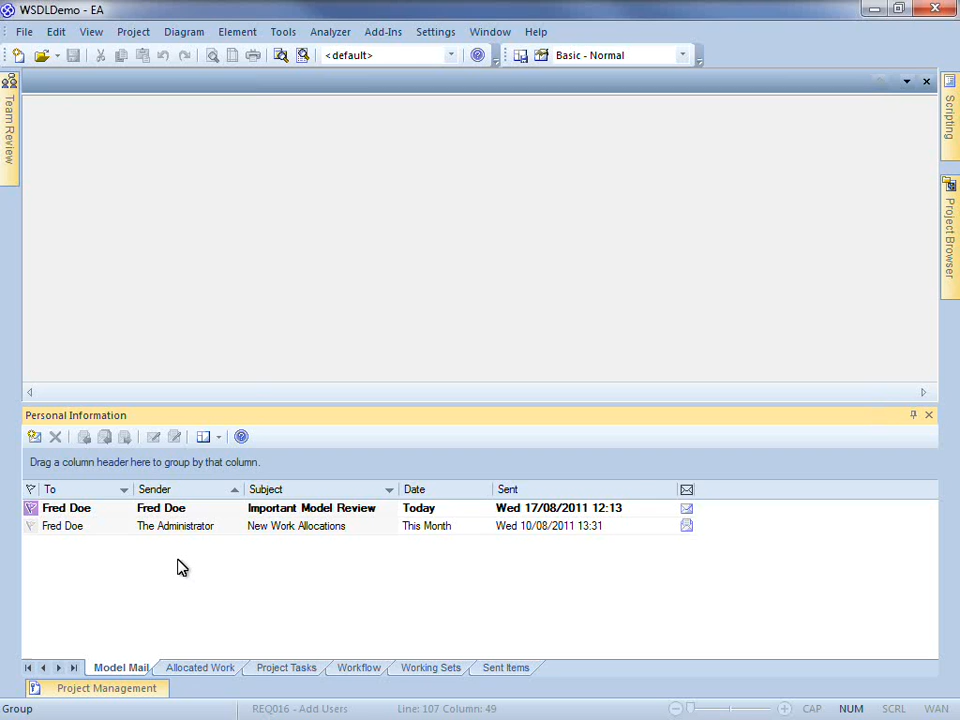 WSDLDemo - EA
File Edit View Project Diagram Element Tools Analyzer Add-Ins Settings Window Help
<default> Basic - Normal
Team Review
Scripting
Project Browser
Personal Information
Drag a column header here to group by that column.
To Sender Subject Date Sent
Fred Doe Fred Doe Important Model Review Today Wed 17/08/2011 12:13
Fred Doe The Administrator New Work Allocations This Month Wed 10/08/2011 13:31
Model Mail Allocated Work Project Tasks Workflow Working Sets Sent Items
Project Management
Group REQ016 - Add Users Line: 107 Column: 49 CAP NUM SCRL WAN